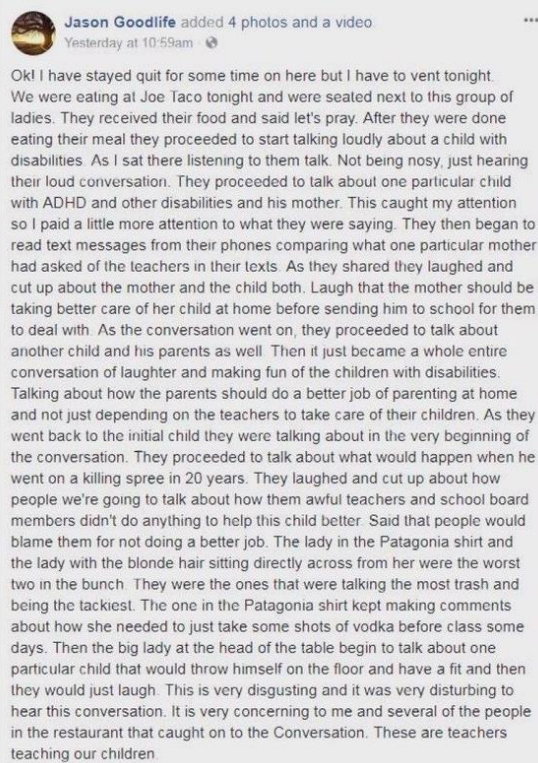 Jason Goodlife added 4 photos and a video.
Yesterday at 10:59am ·
Ok! I have stayed quit for some time on here but I have to vent tonight.
We were eating at Joe Taco tonight and were seated next to this group of
ladies. They received their food and said let's pray. After they were done
eating their meal they proceeded to start talking loudly about a child with
disabilities. As I sat there listening to them talk. Not being nosy, just hearing
their loud conversation. They proceeded to talk about one particular child
with ADHD and other disabilities and his mother. This caught my attention
so I paid a little more attention to what they were saying. They then began to
read text messages from their phones comparing what one particular mother
had asked of the teachers in their texts. As they shared they laughed and
cut up about the mother and the child both. Laugh that the mother should be
taking better care of her child at home before sending him to school for them
to deal with. As the conversation went on, they proceeded to talk about
another child and his parents as well. Then it just became a whole entire
conversation of laughter and making fun of the children with disabilities.
Talking about how the parents should do a better job of parenting at home
and not just depending on the teachers to take care of their children. As they
went back to the initial child they were talking about in the very beginning of
the conversation. They proceeded to talk about what would happen when he
went on a killing spree in 20 years. They laughed and cut up about how
people we're going to talk about how them awful teachers and school board
members didn't do anything to help this child better. Said that people would
blame them for not doing a better job. The lady in the Patagonia shirt and
the lady with the blonde hair sitting directly across from her were the worst
two in the bunch. They were the ones that were talking the most trash and
being the tackiest. The one in the Patagonia shirt kept making comments
about how she needed to just take some shots of vodka before class some
days. Then the big lady at the head of the table begin to talk about one
particular child that would throw himself on the floor and have a fit and then
they would just laugh. This is very disgusting and it was very disturbing to
hear this conversation. It is very concerning to me and several of the people
in the restaurant that caught on to the Conversation. These are teachers
teaching our children.